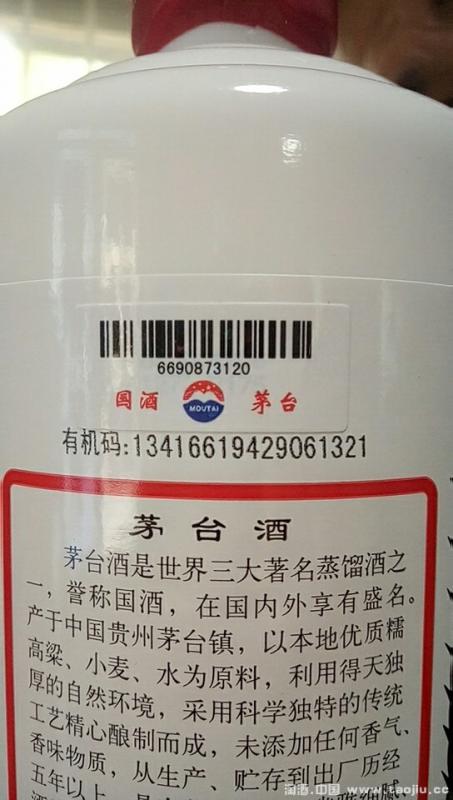 6690873120
国酒 MOUTAI 茅台
有机码:13416619429061321
茅台酒
茅台酒是世界三大著名蒸馏酒之
一，誉称国酒，在国内外享有盛名。
产于中国贵州茅台镇，以本地优质糯
高粱、小麦、水为原料，利用得天独
厚的自然环境，采用科学独特的传统
工艺精心酿制而成，未添加任何香气、
香味物质，从生产、贮存到出厂历经
五年以上
淘酒.中国 www.taojiu.cc